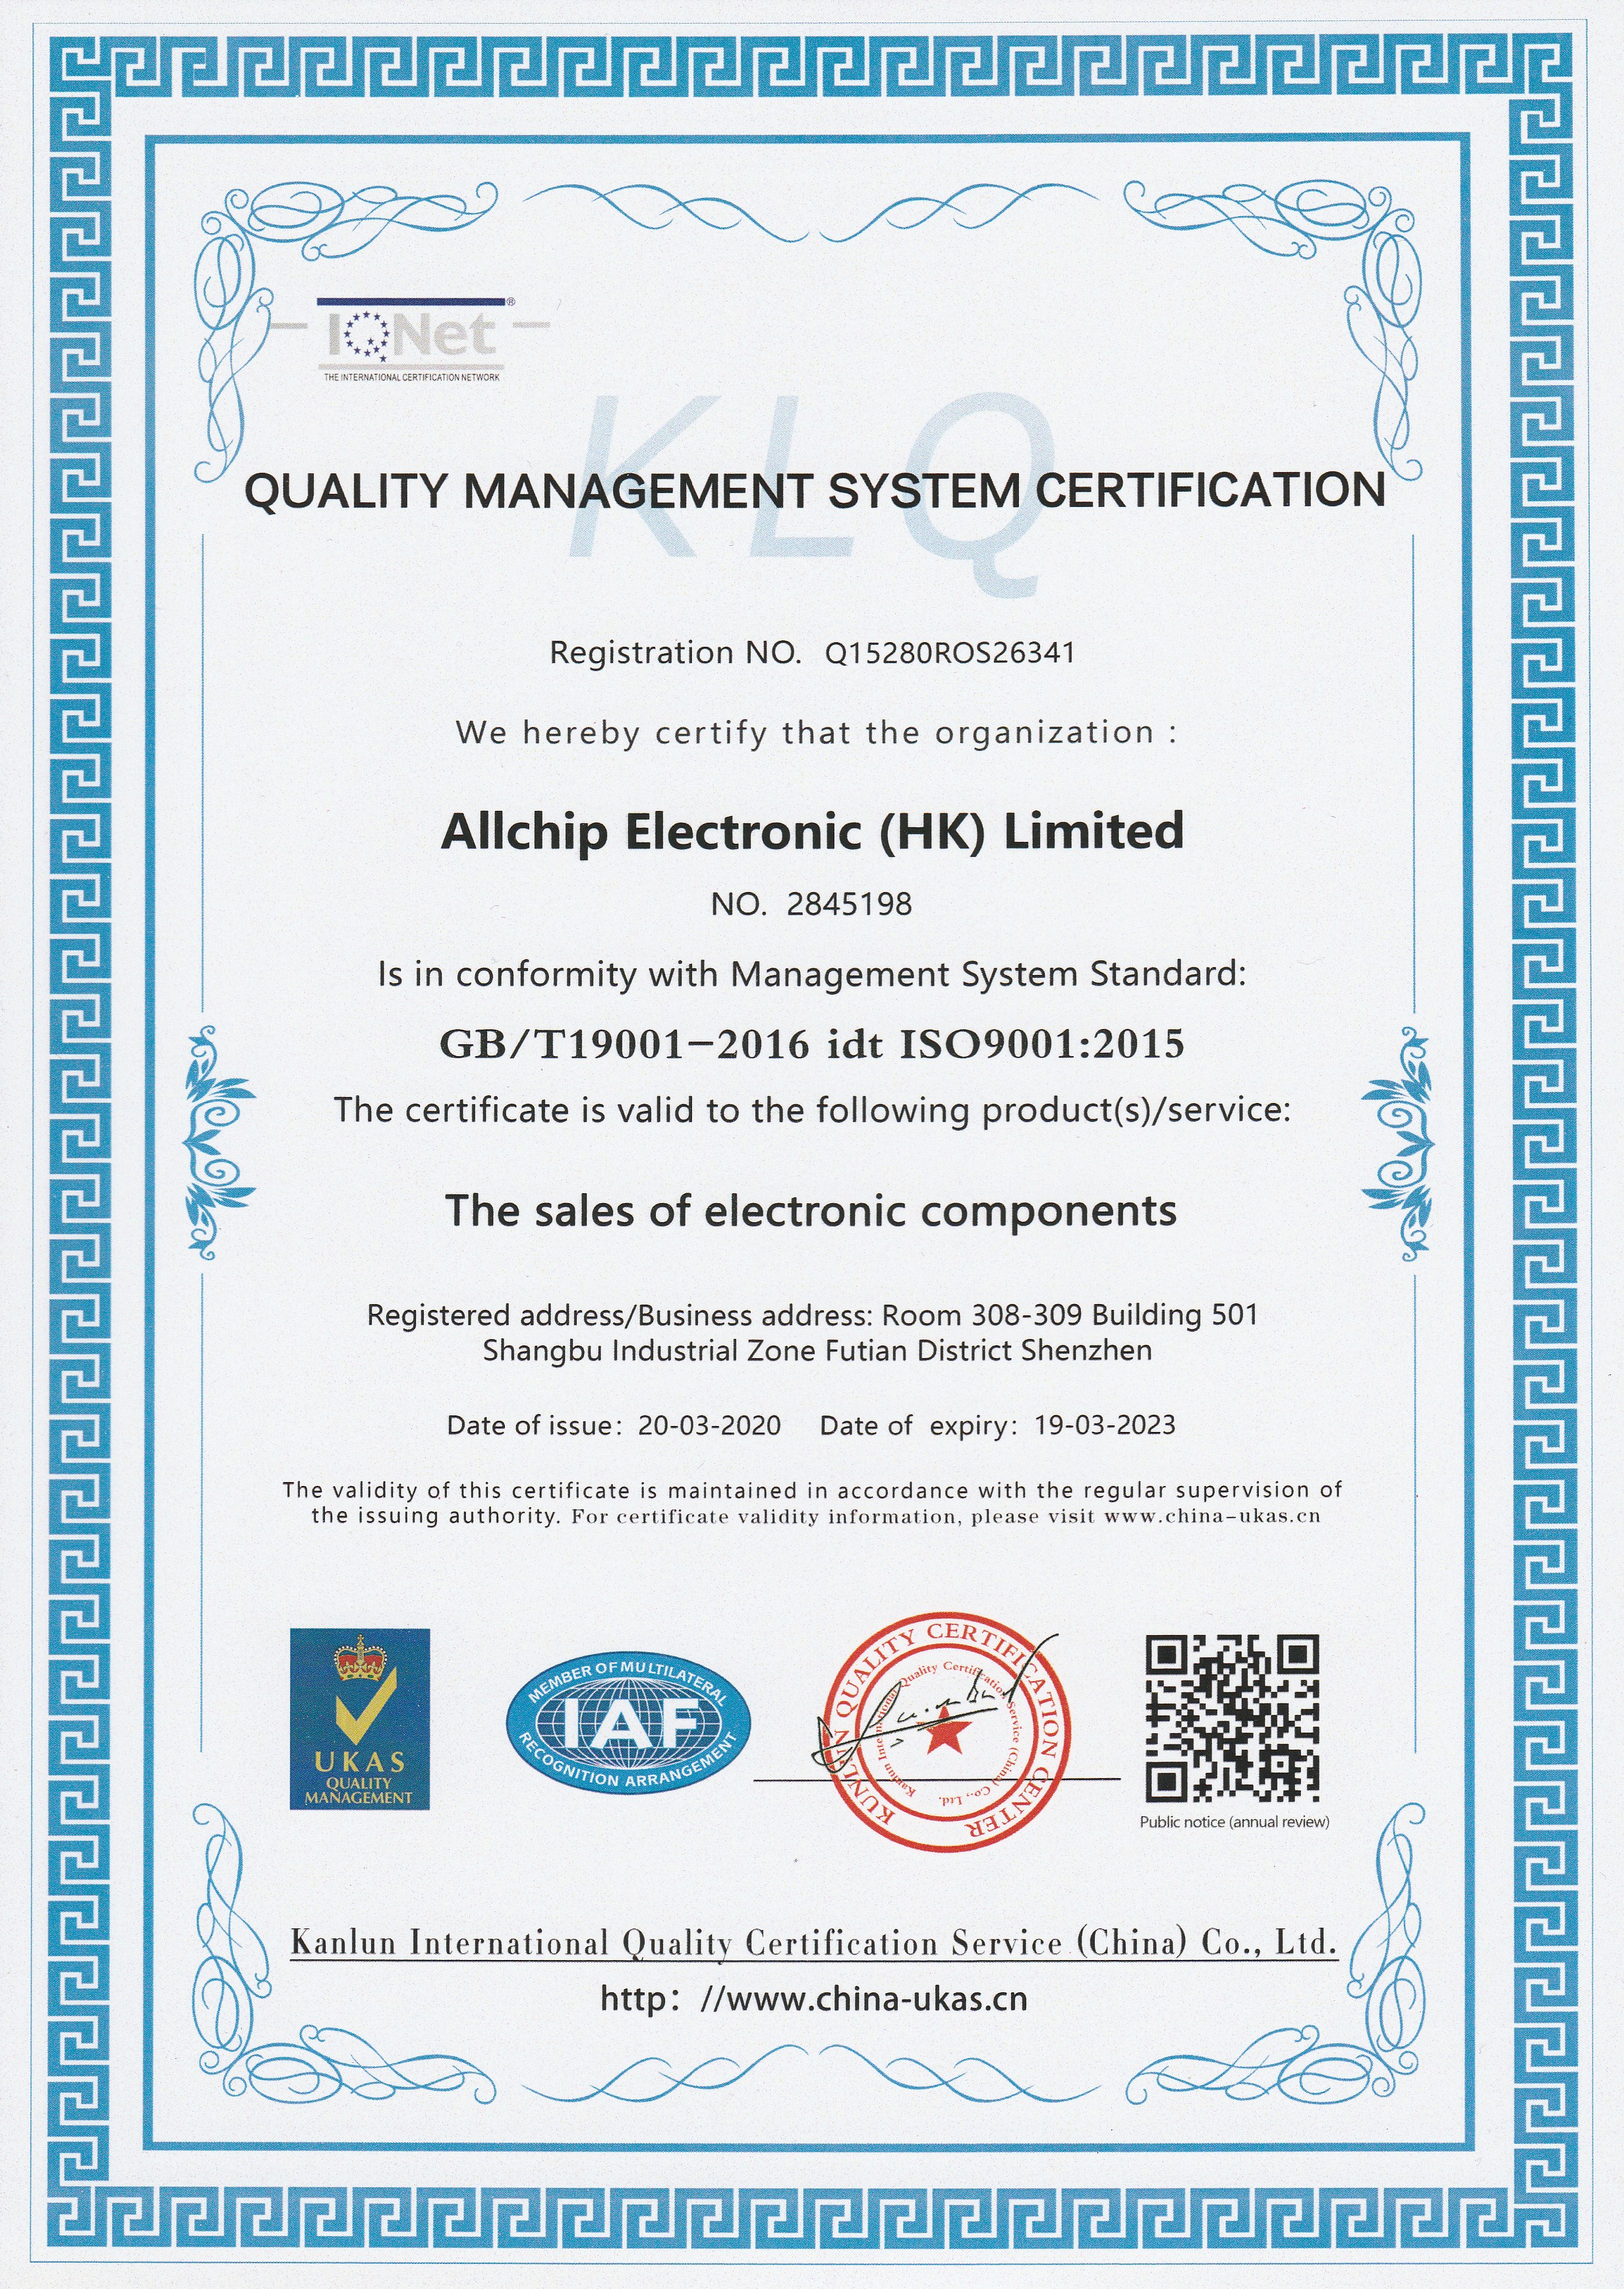 IQNet®
THE INTERNATIONAL CERTIFICATION NETWORK
KLQ
QUALITY MANAGEMENT SYSTEM CERTIFICATION
Registration NO. Q15280ROS26341
We hereby certify that the organization :
Allchip Electronic (HK) Limited
NO. 2845198
Is in conformity with Management System Standard:
GB/T19001-2016 idt ISO9001:2015
The certificate is valid to the following product(s)/service:
The sales of electronic components
Registered address/Business address: Room 308-309 Building 501
Shangbu Industrial Zone Futian District Shenzhen
Date of issue: 20-03-2020 Date of expiry: 19-03-2023
The validity of this certificate is maintained in accordance with the regular supervision of
the issuing authority. For certificate validity information, please visit www.china-ukas.cn
UKAS
QUALITY
MANAGEMENT
MEMBER OF MULTILATERAL
IAF
RECOGNITION ARRANGEMENT
KUNLUN QUALITY CERTIFICATION CENTER
Kanlun International Quality Certification Service (China) Co., Ltd.
Public notice (annual review)
Kanlun International Quality Certification Service (China) Co., Ltd.
http: //www.china-ukas.cn